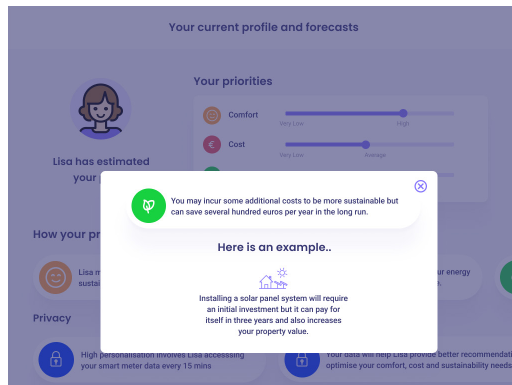 Your current profile and forecasts
Your priorities
Comfort
Very Low
High
€
Cost
Very Low
Average
Lisa has estimated
your
You may incur some additional costs to be more sustainable but
can save several hundred euros per year in the long run.
Here is an example..
Installing a solar panel system will require
an initial investment but it can pay for
itself in three years and also increases
your property value.
How your
Lisa
ur energy
Privacy
High personalisation involves Lisa accesssing
your smart meter data every 15 mins
Your data will help Lisa provide better
optimise your comfort, cost and sustainability needs